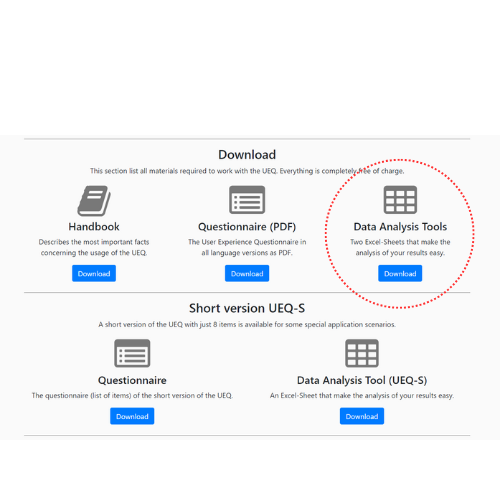 Download
This section list all materials required to work with the UEQ. Everything is completely free of charge.
Handbook
Describes the most important facts
concerning the usage of the UEQ.
Download
Questionnaire (PDF)
The User Experience Questionnaire in
all language versions as PDF.
Download
Data Analysis Tools
Two Excel-Sheets that make the
analysis of your results easy.
Download
Short version UEQ-S
A short version of the UEQ with just 8 items is available for some special application scenarios.
Questionnaire
The questionnaire (list of items) of the short version of the UEQ.
Download
Data Analysis Tool (UEQ-S)
An Excel-Sheet that make the analysis of your results easy.
Download